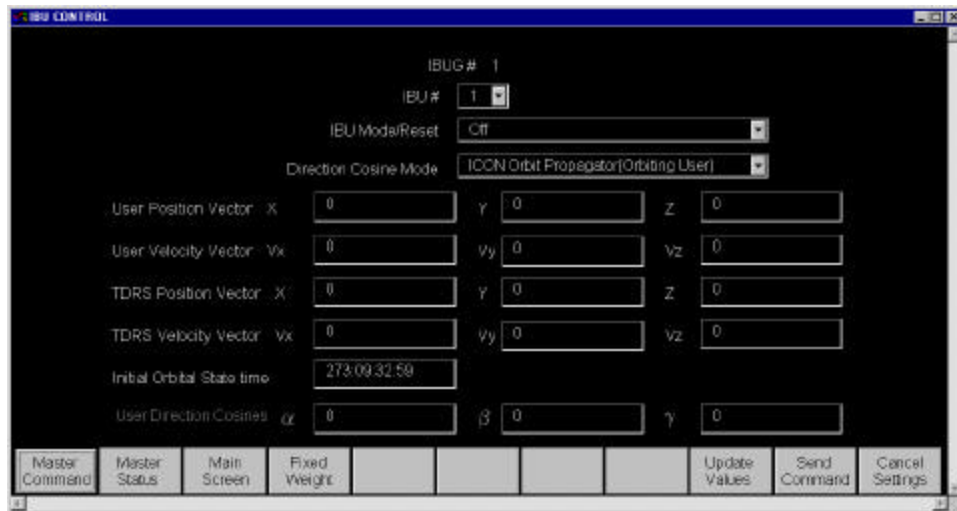 IBU CONTROL
IBUG # 1
IBU # 1
IBU Mode/Reset Off
Direction Cosine Mode ICON Orbit Propagator(Orbiting User)
User Position Vector X 0 Y 0 Z 0
User Velocity Vector Vx 0 Vy 0 Vz 0
TDRS Position Vector X 0 Y 0 Z 0
TDRS Velocity Vector Vx 0 Vy 0 Vz 0
Initial Orbital State time 273:09:32:59
User Direction Cosines α 0 β 0 γ 0
Master Command Master Status Main Screen Fixed Weight Update Values Send Command Cancel Settings